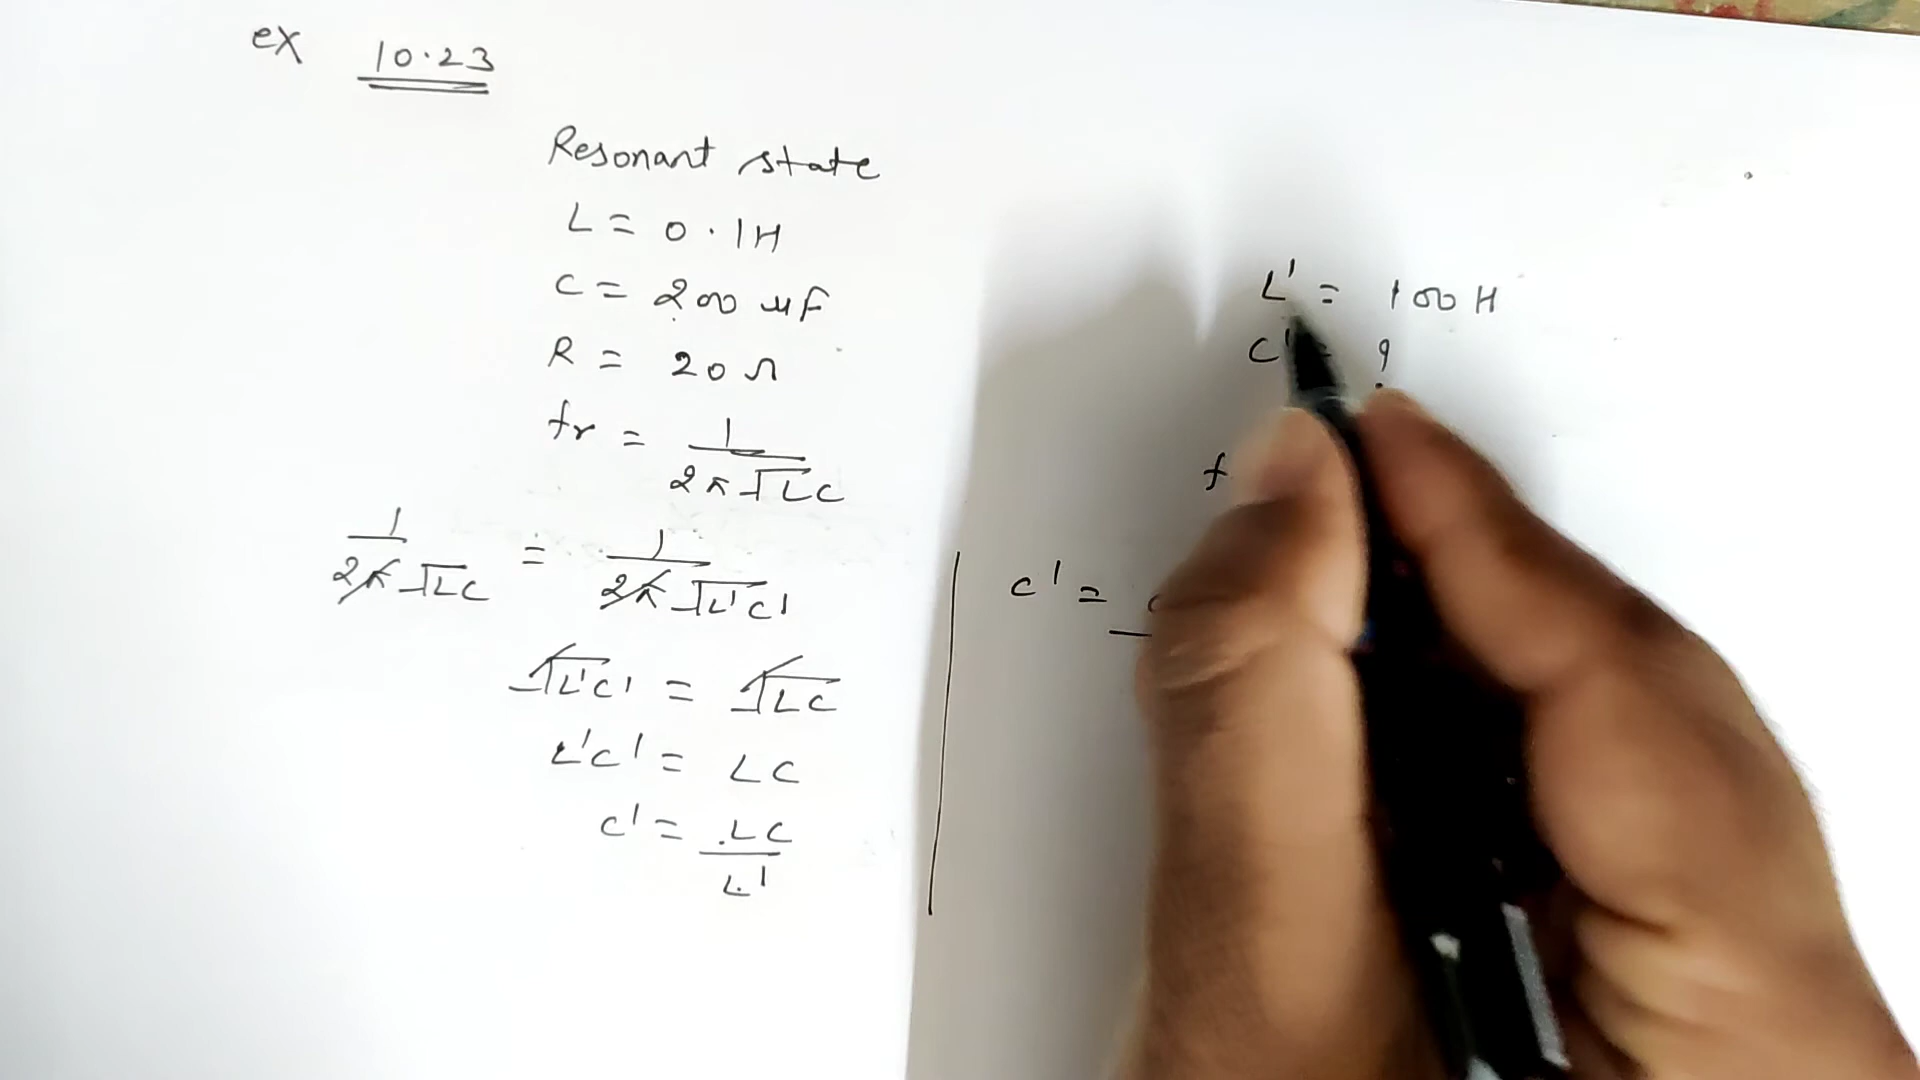 ex 10.23
Resonant state
L = 0.1H
C = 200 μF
R = 20 Ω
fr = 1 / 2π√LC
1 / 2π√LC = 1 / 2π√L'C'
√L'C' = √LC
L'C' = LC
C' = LC / L'
L' = 100 H
C' = ?
f
C' =